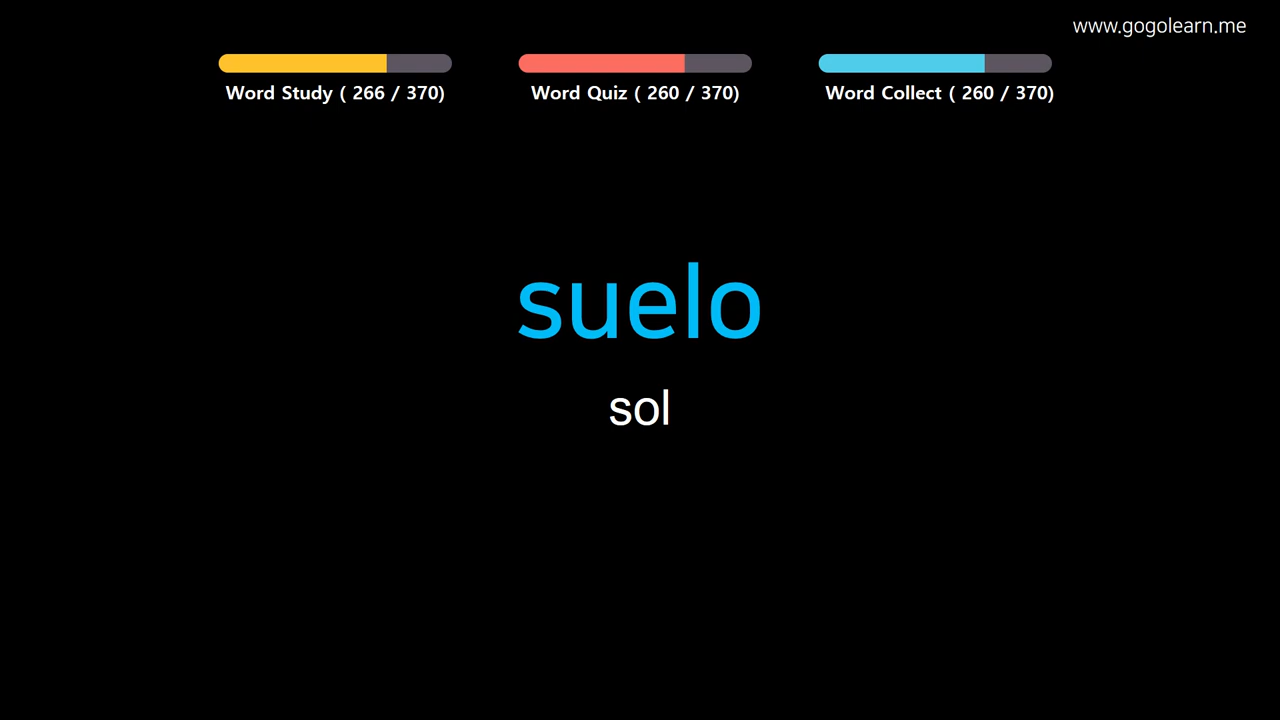 www.gogolearn.me
Word Study ( 266 / 370)
Word Quiz ( 260 / 370)
Word Collect ( 260 / 370)
suelo
sol